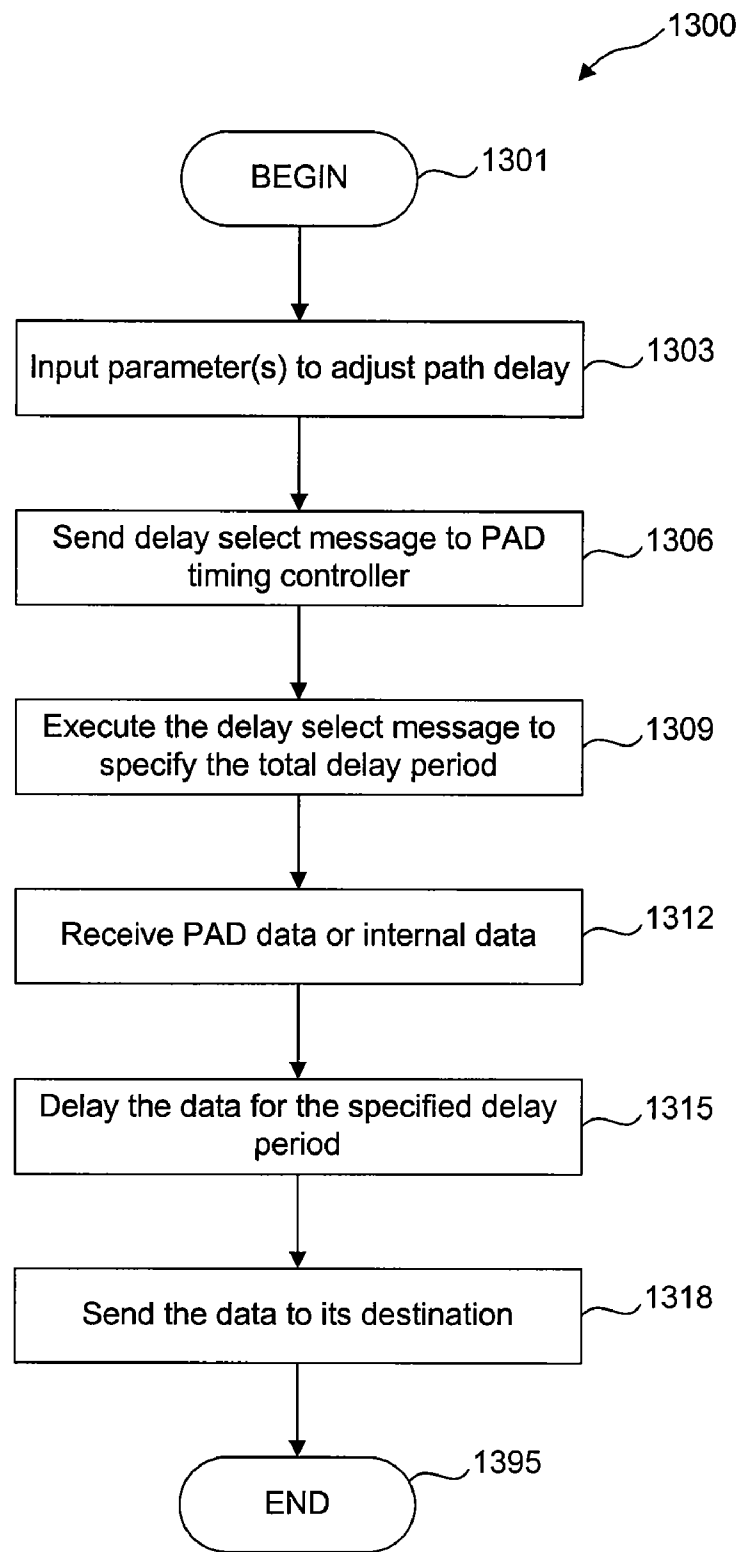 1300
BEGIN
1301
Input parameter(s) to adjust path delay
1303
Send delay select message to PAD
timing controller
1306
Execute the delay select message to
specify the total delay period
1309
Receive PAD data or internal data
1312
Delay the data for the specified delay
period
1315
Send the data to its destination
1318
END
1395